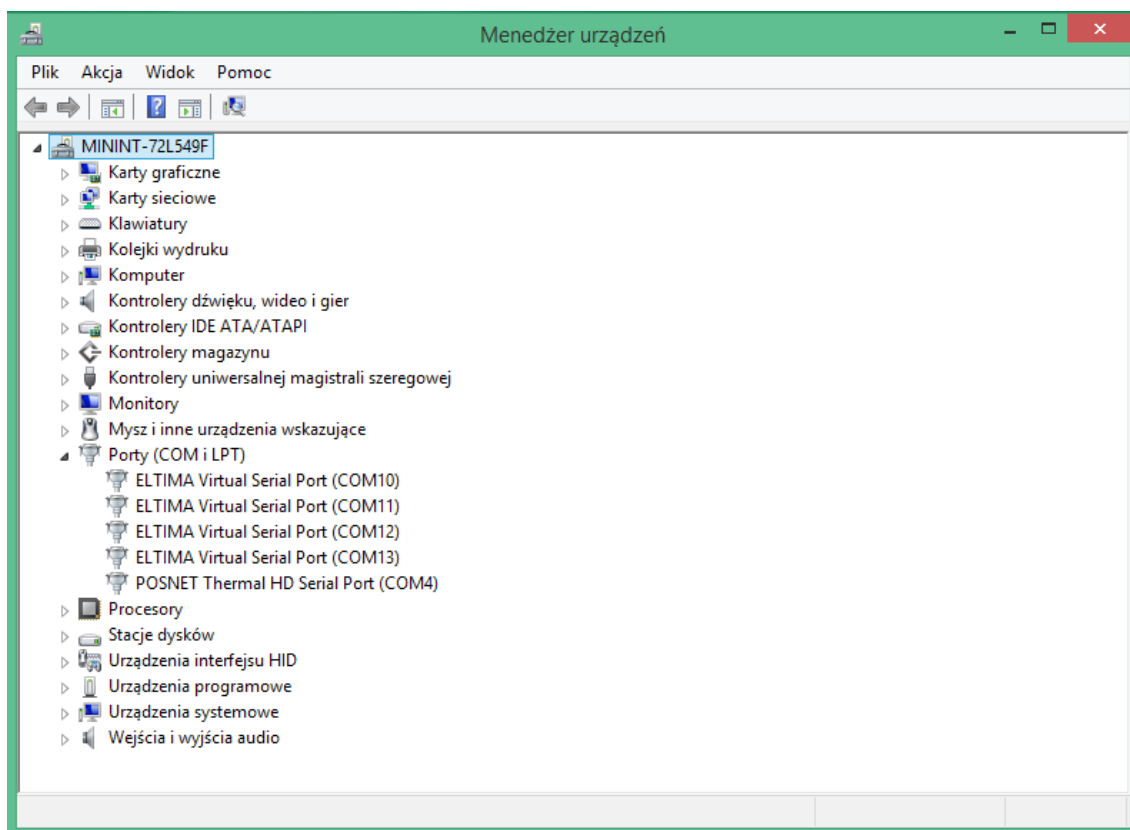 Menedżer urządzeń
Plik Akcja Widok Pomoc
MININT-72L549F
Karty graficzne
Karty sieciowe
Klawiatury
Kolejki wydruku
Komputer
Kontrolery dźwięku, wideo i gier
Kontrolery IDE ATA/ATAPI
Kontrolery magazynu
Kontrolery uniwersalnej magistrali szeregowej
Monitory
Mysz i inne urządzenia wskazujące
Porty (COM i LPT)
ELTIMA Virtual Serial Port (COM10)
ELTIMA Virtual Serial Port (COM11)
ELTIMA Virtual Serial Port (COM12)
ELTIMA Virtual Serial Port (COM13)
POSNET Thermal HD Serial Port (COM4)
Procesory
Stacje dysków
Urządzenia interfejsu HID
Urządzenia programowe
Urządzenia systemowe
Wejścia i wyjścia audio